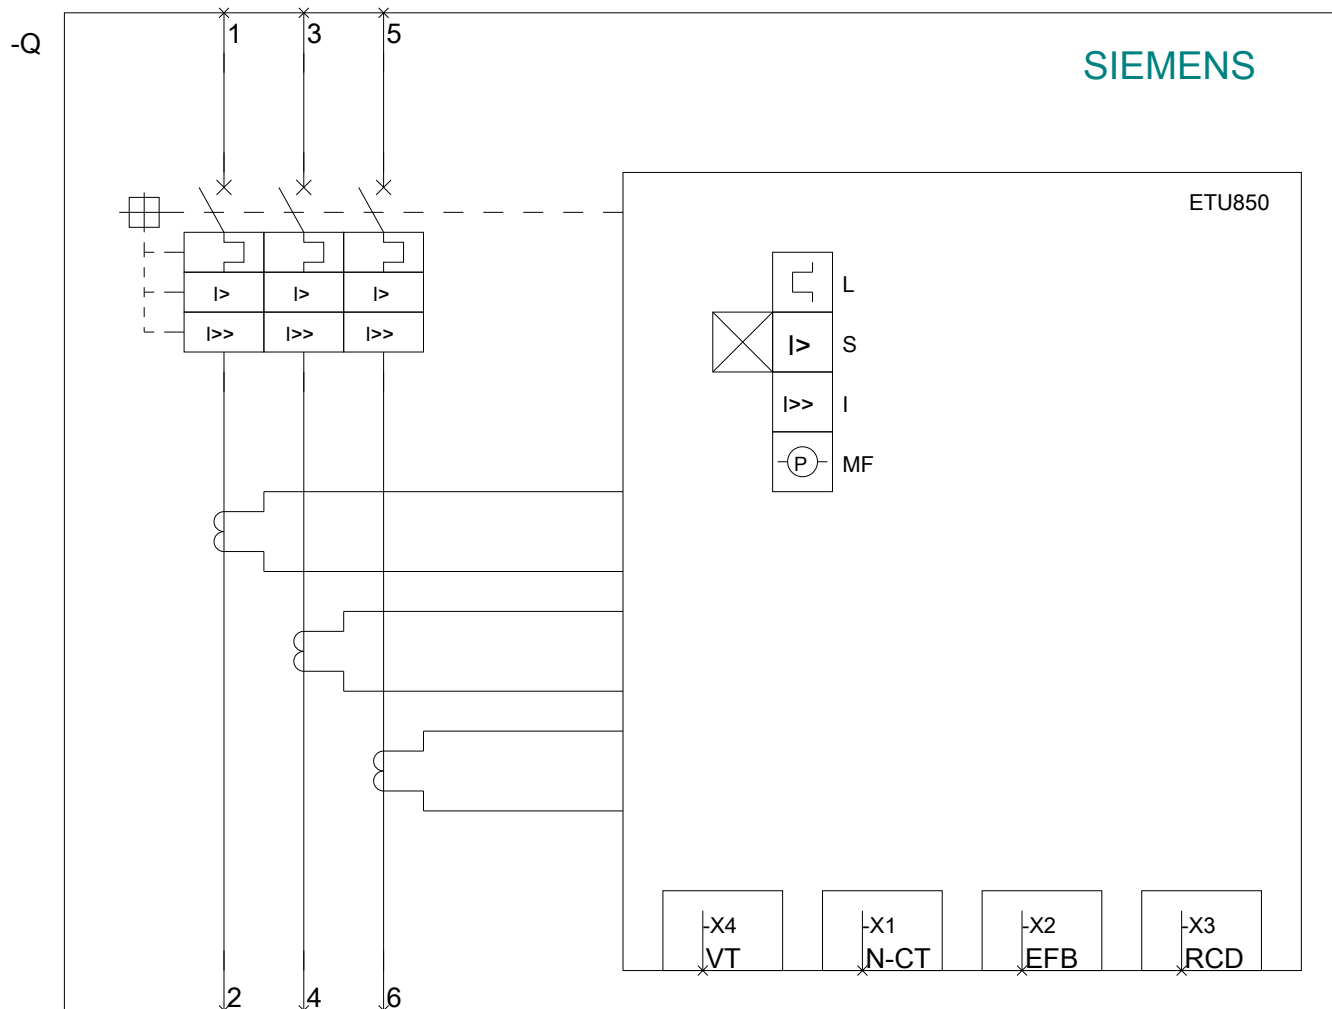 1 3 5
-Q
SIEMENS
ETU850
I> I> I>
I>> I>> I>>
L
I> S
I>> I
P MF
-X4 -X1 -X2 -X3
VT N-CT EFB RCD
2 4 6